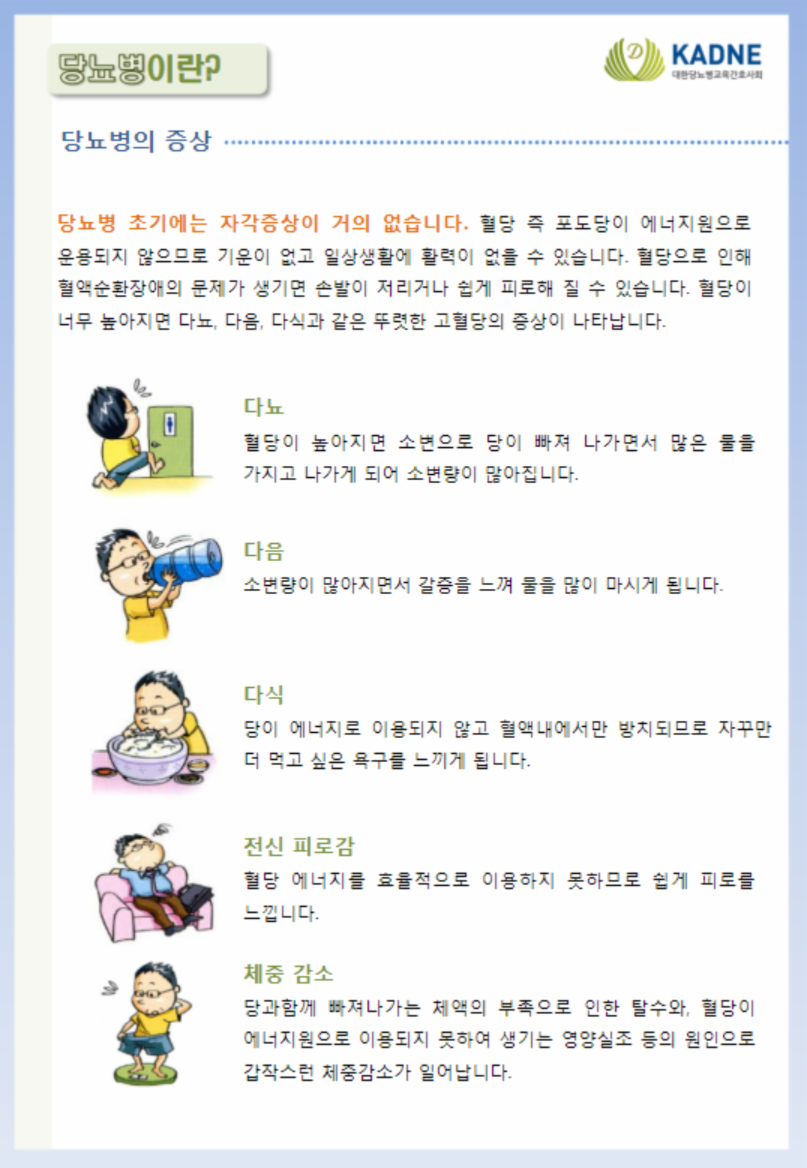 당뇨병이란?
KADNE
대한당뇨병교육간호사회
당뇨병의 증상
당뇨병 초기에는 자각증상이 거의 없습니다. 혈당 즉 포도당이 에너지원으로
운용되지 않으므로 기운이 없고 일상생활에 활력이 없을 수 있습니다. 혈당으로 인해
혈액순환장애의 문제가 생기면 손발이 저리거나 쉽게 피로해 질 수 있습니다. 혈당이
너무 높아지면 다뇨, 다음, 다식과 같은 뚜렷한 고혈당의 증상이 나타납니다.
다뇨
혈당이 높아지면 소변으로 당이 빠져 나가면서 많은 물을
가지고 나가게 되어 소변량이 많아집니다.
다음
소변량이 많아지면서 갈증을 느껴 물을 많이 마시게 됩니다.
다식
당이 에너지로 이용되지 않고 혈액내에서만 방치되므로 자꾸만
더 먹고 싶은 욕구를 느끼게 됩니다.
전신 피로감
혈당 에너지를 효율적으로 이용하지 못하므로 쉽게 피로를
느낍니다.
체중 감소
당과함께 빠져나가는 체액의 부족으로 인한 탈수와, 혈당이
에너지원으로 이용되지 못하여 생기는 영양실조 등의 원인으로
갑작스런 체중감소가 일어납니다.